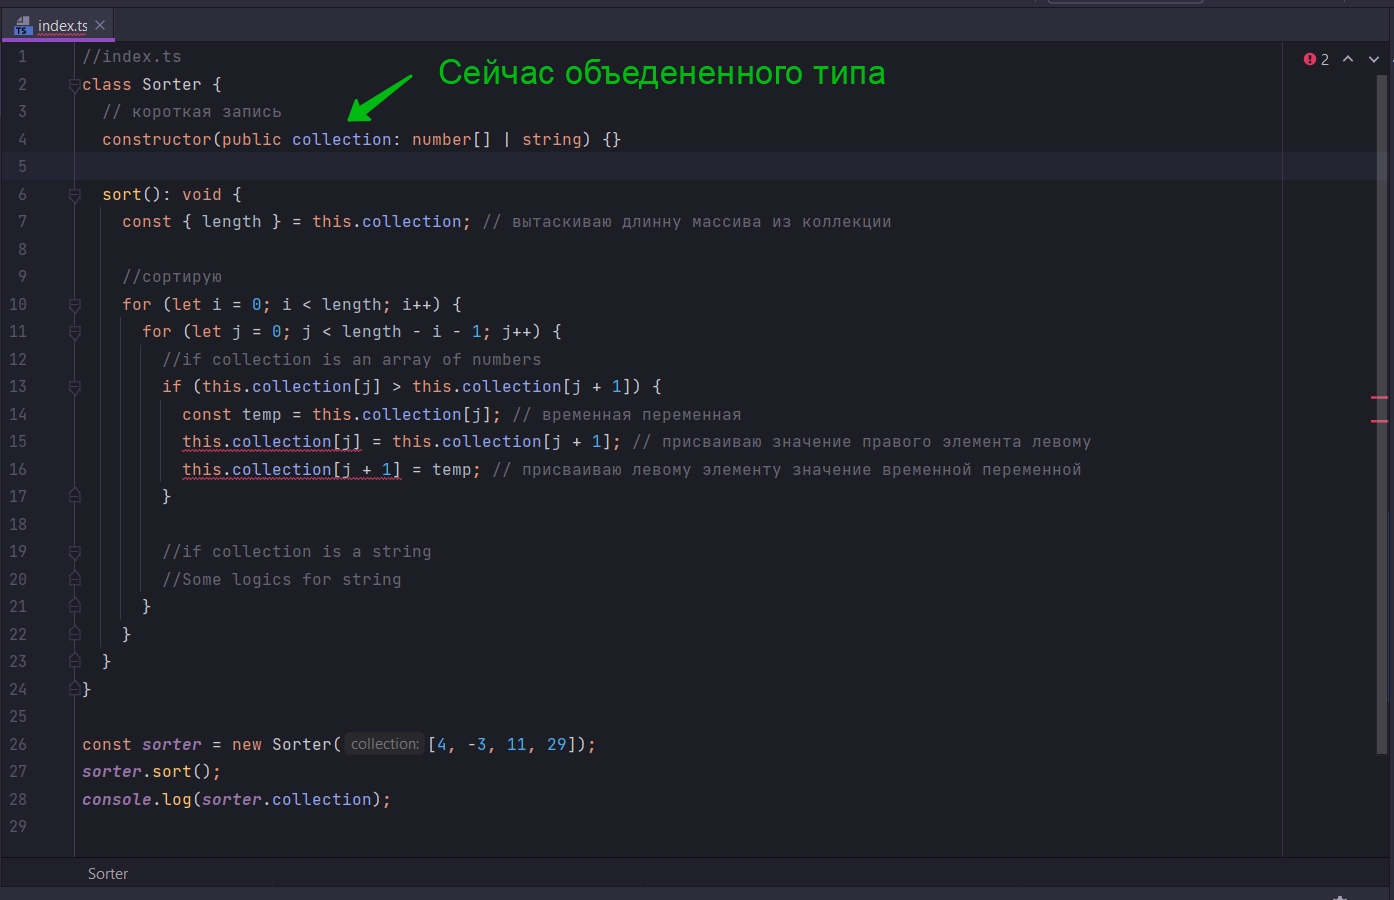 index.ts
2
Сейчас объедененного типа
1 //index.ts
2 class Sorter {
3 // короткая запись
4 constructor(public collection: number[] | string) {}
5
6 sort(): void {
7 const { length } = this.collection; // вытаскиваю длинну массива из коллекции
8
9 //сортирую
10 for (let i = 0; i < length; i++) {
11 for (let j = 0; j < length - i - 1; j++) {
12 //if collection is an array of numbers
13 if (this.collection[j] > this.collection[j + 1]) {
14 const temp = this.collection[j]; // временная переменная
15 this.collection[j] = this.collection[j + 1]; // присваиваю значение правого элемента левому
16 this.collection[j + 1] = temp; // присваиваю левому элементу значение временной переменной
17 }
18
19 //if collection is a string
20 //Some logics for string
21 }
22 }
23 }
24 }
25
26 const sorter = new Sorter( collection: [4, -3, 11, 29]);
27 sorter.sort();
28 console.log(sorter.collection);
29
Sorter